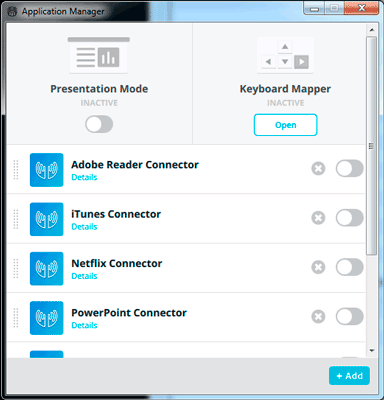 Application Manager
Presentation Mode
INACTIVE
Keyboard Mapper
INACTIVE
Open
Adobe Reader Connector
Details
iTunes Connector
Details
Netflix Connector
Details
PowerPoint Connector
Details
+ Add